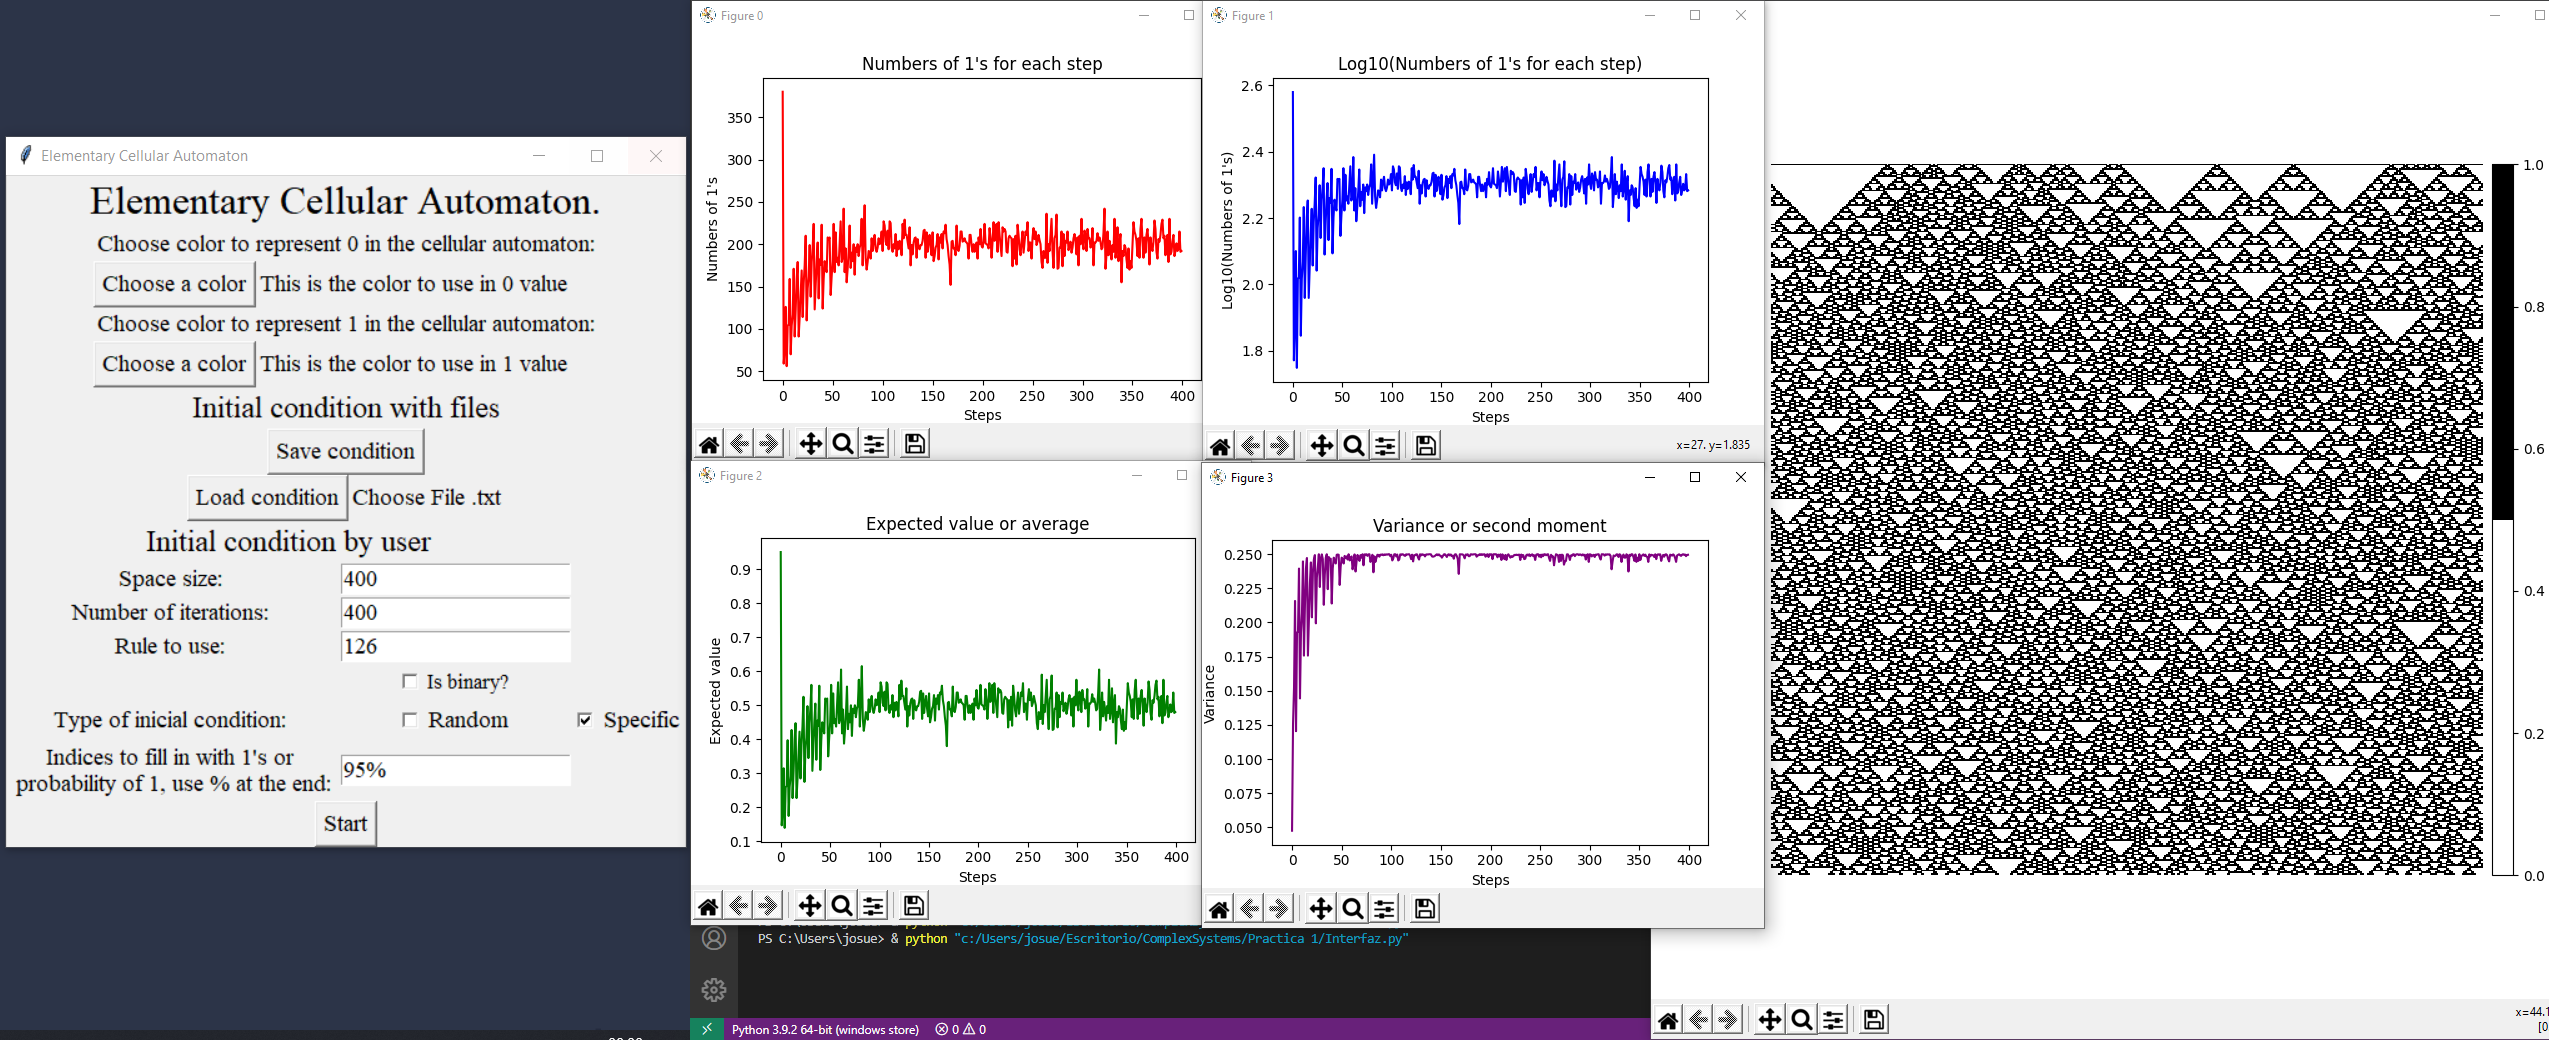 Elementary Cellular Automaton
Elementary Cellular Automaton.
Choose color to represent 0 in the cellular automaton:
Choose a color This is the color to use in 0 value
Choose color to represent 1 in the cellular automaton:
Choose a color This is the color to use in 1 value
Initial condition with files
Save condition
Load condition Choose File .txt
Initial condition by user
Space size: 400
Number of iterations: 400
Rule to use: 126
Is binary?
Type of inicial condition: Random Specific
Indices to fill in with 1's or
probability of 1, use % at the end: 95%
Start
Figure 0
Numbers of 1's for each step
Numbers of 1's
350
300
250
200
150
100
50
0 50 100 150 200 250 300 350 400
Steps
Figure 1
Log10(Numbers of 1's for each step)
Log10(Numbers of 1's)
2.6
2.4
2.2
2.0
1.8
0 50 100 150 200 250 300 350 400
Steps
x=27. y=1.835
Figure 2
Expected value or average
Expected value
0.9
0.8
0.7
0.6
0.5
0.4
0.3
0.2
0.1
0 50 100 150 200 250 300 350 400
Steps
Figure 3
Variance or second moment
Variance
0.250
0.225
0.200
0.175
0.150
0.125
0.100
0.075
0.050
0 50 100 150 200 250 300 350 400
Steps
1.0
0.8
0.6
0.4
0.2
0.0
x=44.1
[0
PS C:\Users\josue> & python "c:/Users/josue/Escritorio/ComplexSystems/Practica 1/Interfaz.py"
Python 3.9.2 64-bit (windows store) 0 0